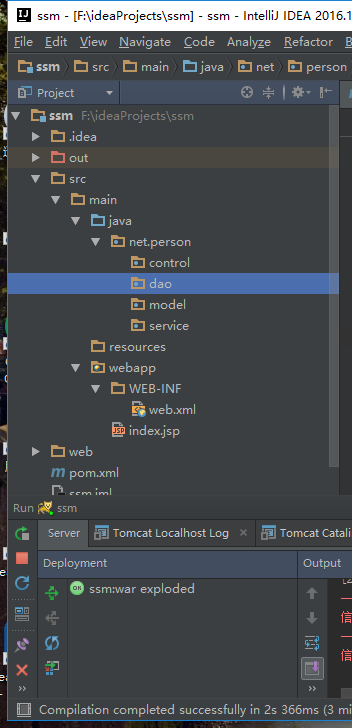 ssm - [F:\ideaProjects\ssm] - ssm - IntelliJ IDEA 2016.1
File Edit View Navigate Code Analyze Refactor B
ssm src main java net person
Project
ssm F:\ideaProjects\ssm
.idea
out
src
main
java
net.person
control
dao
model
service
resources
webapp
WEB-INF
web.xml
JSP index.jsp
web
pom.xml
ssm.iml
Run ssm
Server Tomcat Localhost Log Tomcat Catali
Deployment Output
OK ssm:war exploded
信
信
Compilation completed successfully in 2s 366ms (3 mi